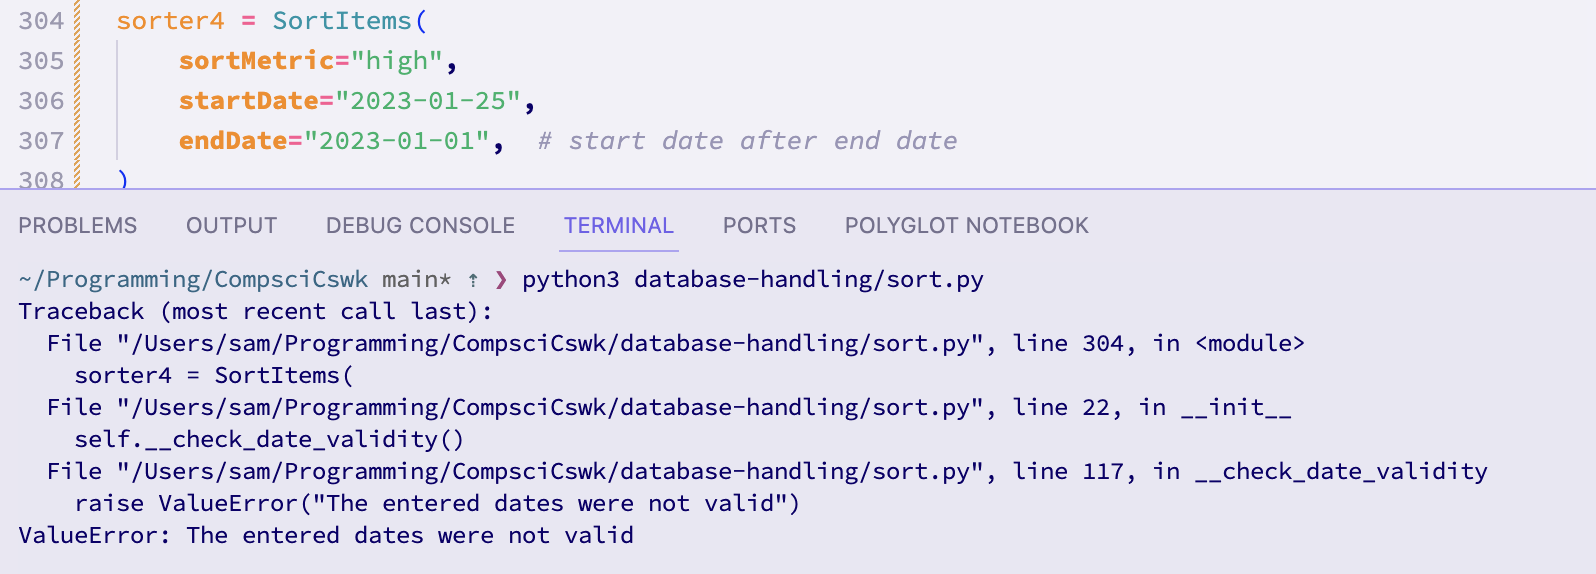 304 sorter4 = SortItems(
305 sortMetric="high",
306 startDate="2023-01-25",
307 endDate="2023-01-01", # start date after end date
308 )
PROBLEMS OUTPUT DEBUG CONSOLE TERMINAL PORTS POLYGLOT NOTEBOOK
~/Programming/CompsciCswk main* ⇡ ❯ python3 database-handling/sort.py
Traceback (most recent call last):
File "/Users/sam/Programming/CompsciCswk/database-handling/sort.py", line 304, in <module>
sorter4 = SortItems(
File "/Users/sam/Programming/CompsciCswk/database-handling/sort.py", line 22, in __init__
self.__check_date_validity()
File "/Users/sam/Programming/CompsciCswk/database-handling/sort.py", line 117, in __check_date_validity
raise ValueError("The entered dates were not valid")
ValueError: The entered dates were not valid